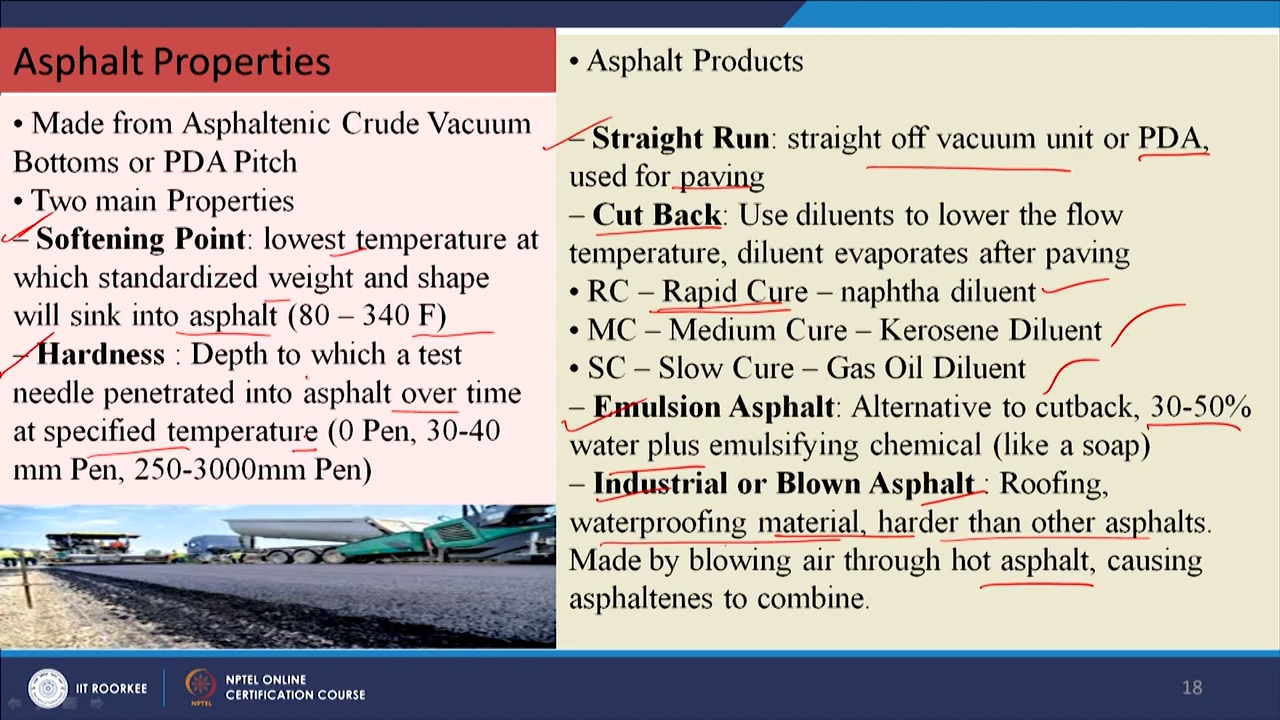 Asphalt Properties
• Made from Asphaltenic Crude Vacuum
Bottoms or PDA Pitch
• Two main Properties
– Softening Point: lowest temperature at
which standardized weight and shape
will sink into asphalt (80 – 340 F)
– Hardness : Depth to which a test
needle penetrated into asphalt over time
at specified temperature (0 Pen, 30-40
mm Pen, 250-3000mm Pen)
• Asphalt Products
– Straight Run: straight off vacuum unit or PDA,
used for paving
– Cut Back: Use diluents to lower the flow
temperature, diluent evaporates after paving
• RC – Rapid Cure – naphtha diluent
• MC – Medium Cure – Kerosene Diluent
• SC – Slow Cure – Gas Oil Diluent
– Emulsion Asphalt: Alternative to cutback, 30-50%
water plus emulsifying chemical (like a soap)
– Industrial or Blown Asphalt : Roofing,
waterproofing material, harder than other asphalts.
Made by blowing air through hot asphalt, causing
asphaltenes to combine.
IIT ROORKEE
NPTEL
NPTEL ONLINE
CERTIFICATION COURSE
18